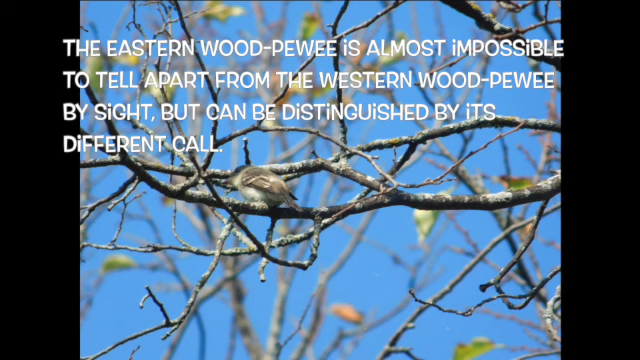 THE EASTERN WOOD-PEWEE iS ALMOST iMPOSSiBLE
TO TELL APART FROM THE WESTERN WOOD-PEWEE
BY SiGHT, BUT CAN BE DiSTiNGUiSHED BY iTS
DiFFERENT CALL.